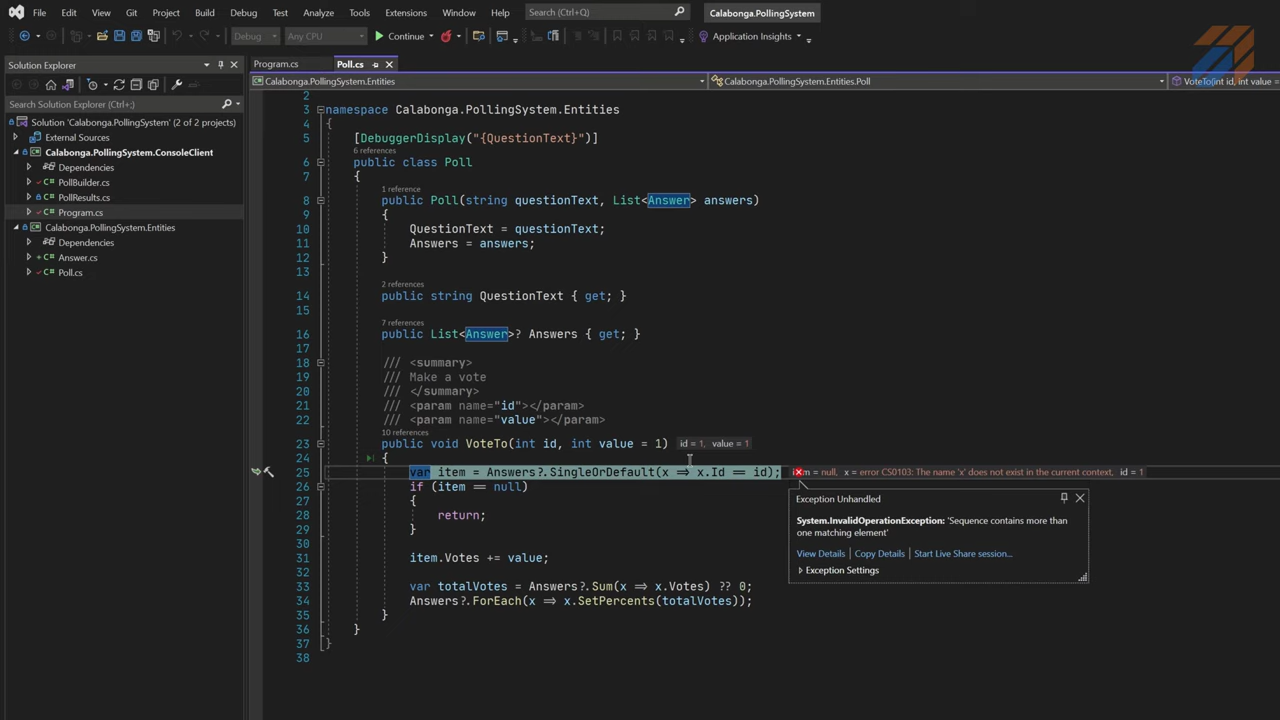 File Edit View Git Project Build Debug Test Analyze Tools Extensions Window Help Search (Ctrl+Q) Calabonga.PollingSystem
Debug Any CPU Continue Application Insights
Solution Explorer
Search Solution Explorer (Ctrl+;)
Solution 'Calabonga.PollingSystem' (2 of 2 projects)
External Sources
Calabonga.PollingSystem.ConsoleClient
Dependencies
C# PollBuilder.cs
C# PollResults.cs
C# Program.cs
Calabonga.PollingSystem.Entities
Dependencies
C# Answer.cs
C# Poll.cs
Program.cs Poll.cs
Calabonga.PollingSystem.Entities Calabonga.PollingSystem.Entities.Poll VoteTo(int id, int value =
2
3 namespace Calabonga.PollingSystem.Entities
4 {
5 [DebuggerDisplay("{QuestionText}")]
6 references
6 public class Poll
7 {
1 reference
8 public Poll(string questionText, List<Answer> answers)
9 {
10 QuestionText = questionText;
11 Answers = answers;
12 }
13
2 references
14 public string QuestionText { get; }
15
7 references
16 public List<Answer>? Answers { get; }
17
18 /// <summary>
19 /// Make a vote
20 /// </summary>
21 /// <param name="id"></param>
22 /// <param name="value"></param>
10 references
23 public void VoteTo(int id, int value = 1) id = 1, value = 1
24 {
25 var item = Answers?.SingleOrDefault(x => x.Id == id); = null, x = error CS0103: The name 'x' does not exist in the current context, id = 1
26 if (item == null)
27 {
28 return;
29 }
30
31 item.Votes += value;
32
33 var totalVotes = Answers?.Sum(x => x.Votes) ?? 0;
34 Answers?.ForEach(x => x.SetPercents(totalVotes));
35 }
36 }
37 }
38
Exception Unhandled
System.InvalidOperationException: 'Sequence contains more than
one matching element'
View Details | Copy Details | Start Live Share session...
Exception Settings